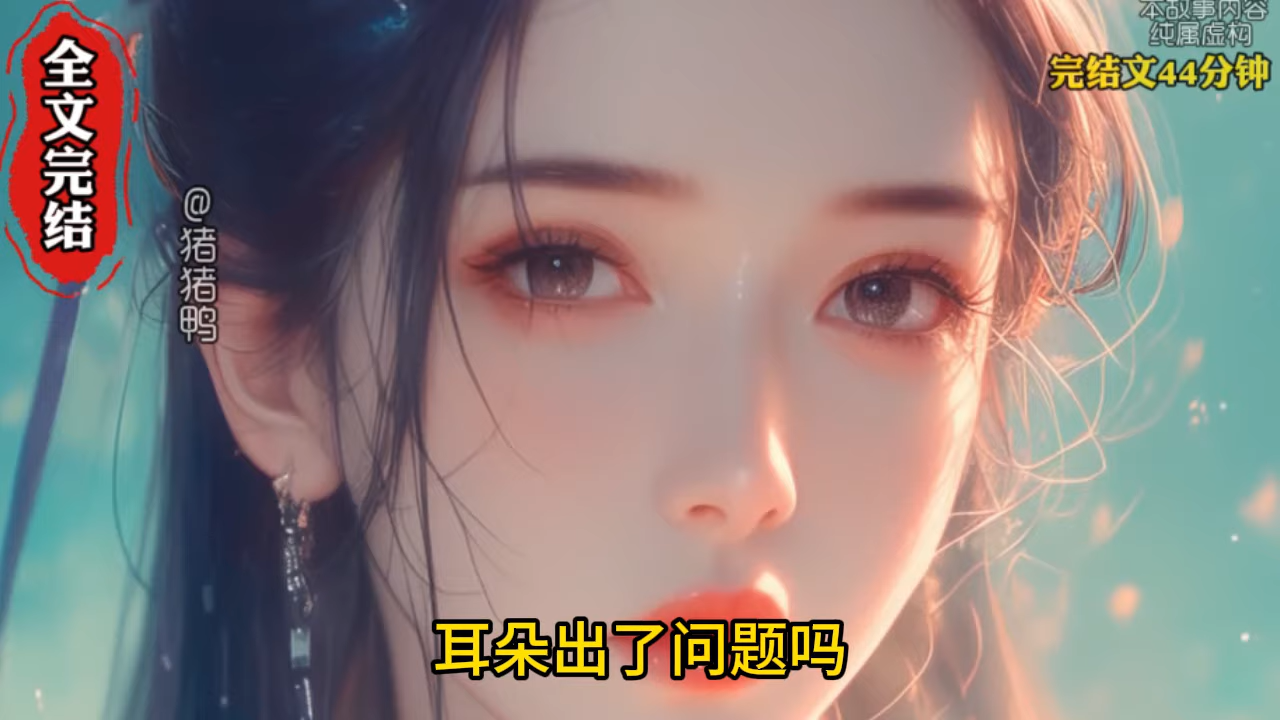 全文完结
@猪猪鸭
本故事内容
纯属虚构
完结文44分钟
耳朵出了问题吗